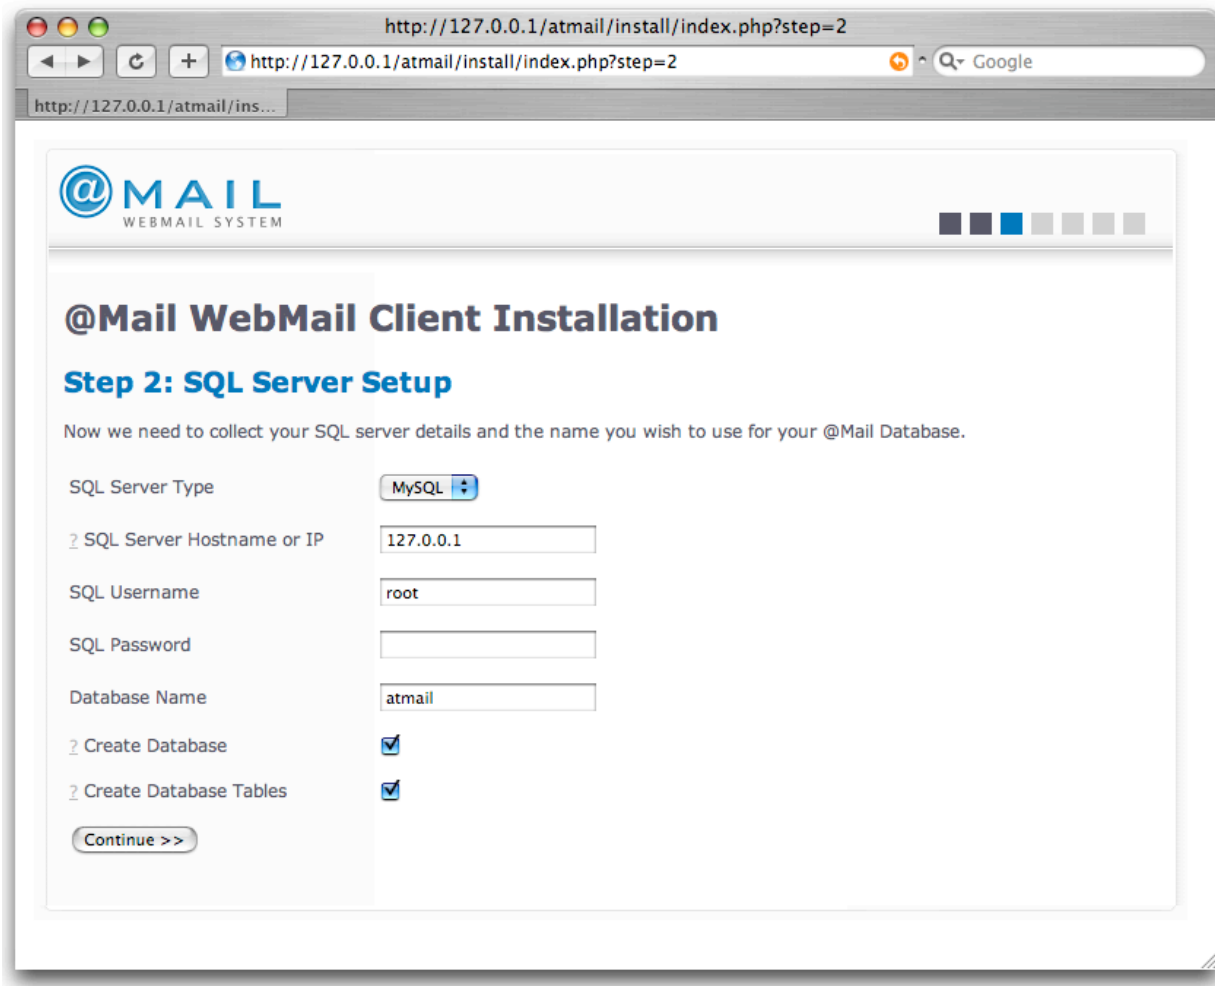 http://127.0.0.1/atmail/install/index.php?step=2
http://127.0.0.1/atmail/install/index.php?step=2
Google
http://127.0.0.1/atmail/ins...
@MAIL
WEBMAIL SYSTEM
@Mail WebMail Client Installation
Step 2: SQL Server Setup
Now we need to collect your SQL server details and the name you wish to use for your @Mail Database.
SQL Server Type MySQL
? SQL Server Hostname or IP 127.0.0.1
SQL Username root
SQL Password
Database Name atmail
? Create Database
? Create Database Tables
Continue >>